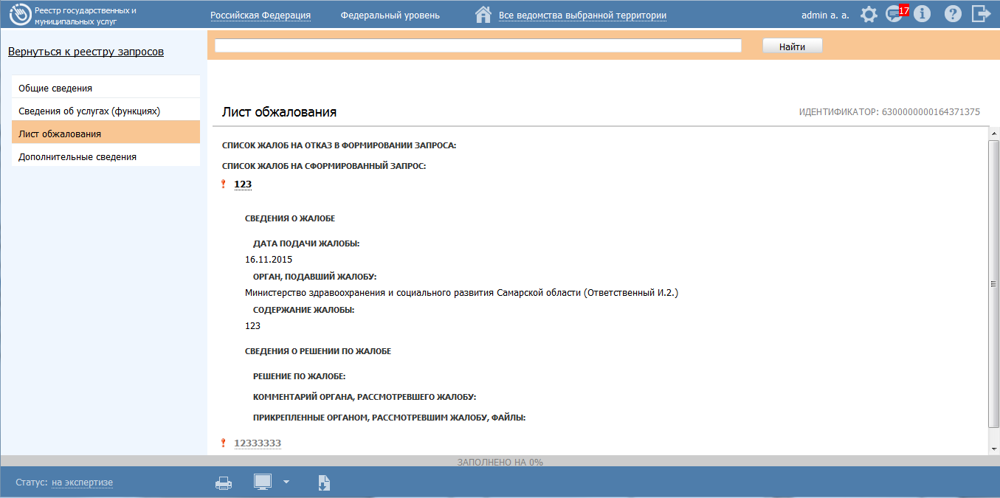 Реестр государственных и
муниципальных услуг
Российская Федерация
Федеральный уровень
Все ведомства выбранной территории
admin a. a.
17
Вернуться к реестру запросов
Найти
Общие сведения
Сведения об услугах (функциях)
Лист обжалования
Дополнительные сведения
Лист обжалования
ИДЕНТИФИКАТОР: 6300000000164371375
СПИСОК ЖАЛОБ НА ОТКАЗ В ФОРМИРОВАНИИ ЗАПРОСА:
СПИСОК ЖАЛОБ НА СФОРМИРОВАННЫЙ ЗАПРОС:
123
СВЕДЕНИЯ О ЖАЛОБЕ
ДАТА ПОДАЧИ ЖАЛОБЫ:
16.11.2015
ОРГАН, ПОДАВШИЙ ЖАЛОБУ:
Министерство здравоохранения и социального развития Самарской области (Ответственный И.2.)
СОДЕРЖАНИЕ ЖАЛОБЫ:
123
СВЕДЕНИЯ О РЕШЕНИИ ПО ЖАЛОБЕ
РЕШЕНИЕ ПО ЖАЛОБЕ:
КОММЕНТАРИЙ ОРГАНА, РАССМОТРЕВШЕГО ЖАЛОБУ:
ПРИКРЕПЛЕННЫЕ ОРГАНОМ, РАССМОТРЕВШИМ ЖАЛОБУ, ФАЙЛЫ:
12333333
ЗАПОЛНЕНО НА 0%
Статус: на экспертизе